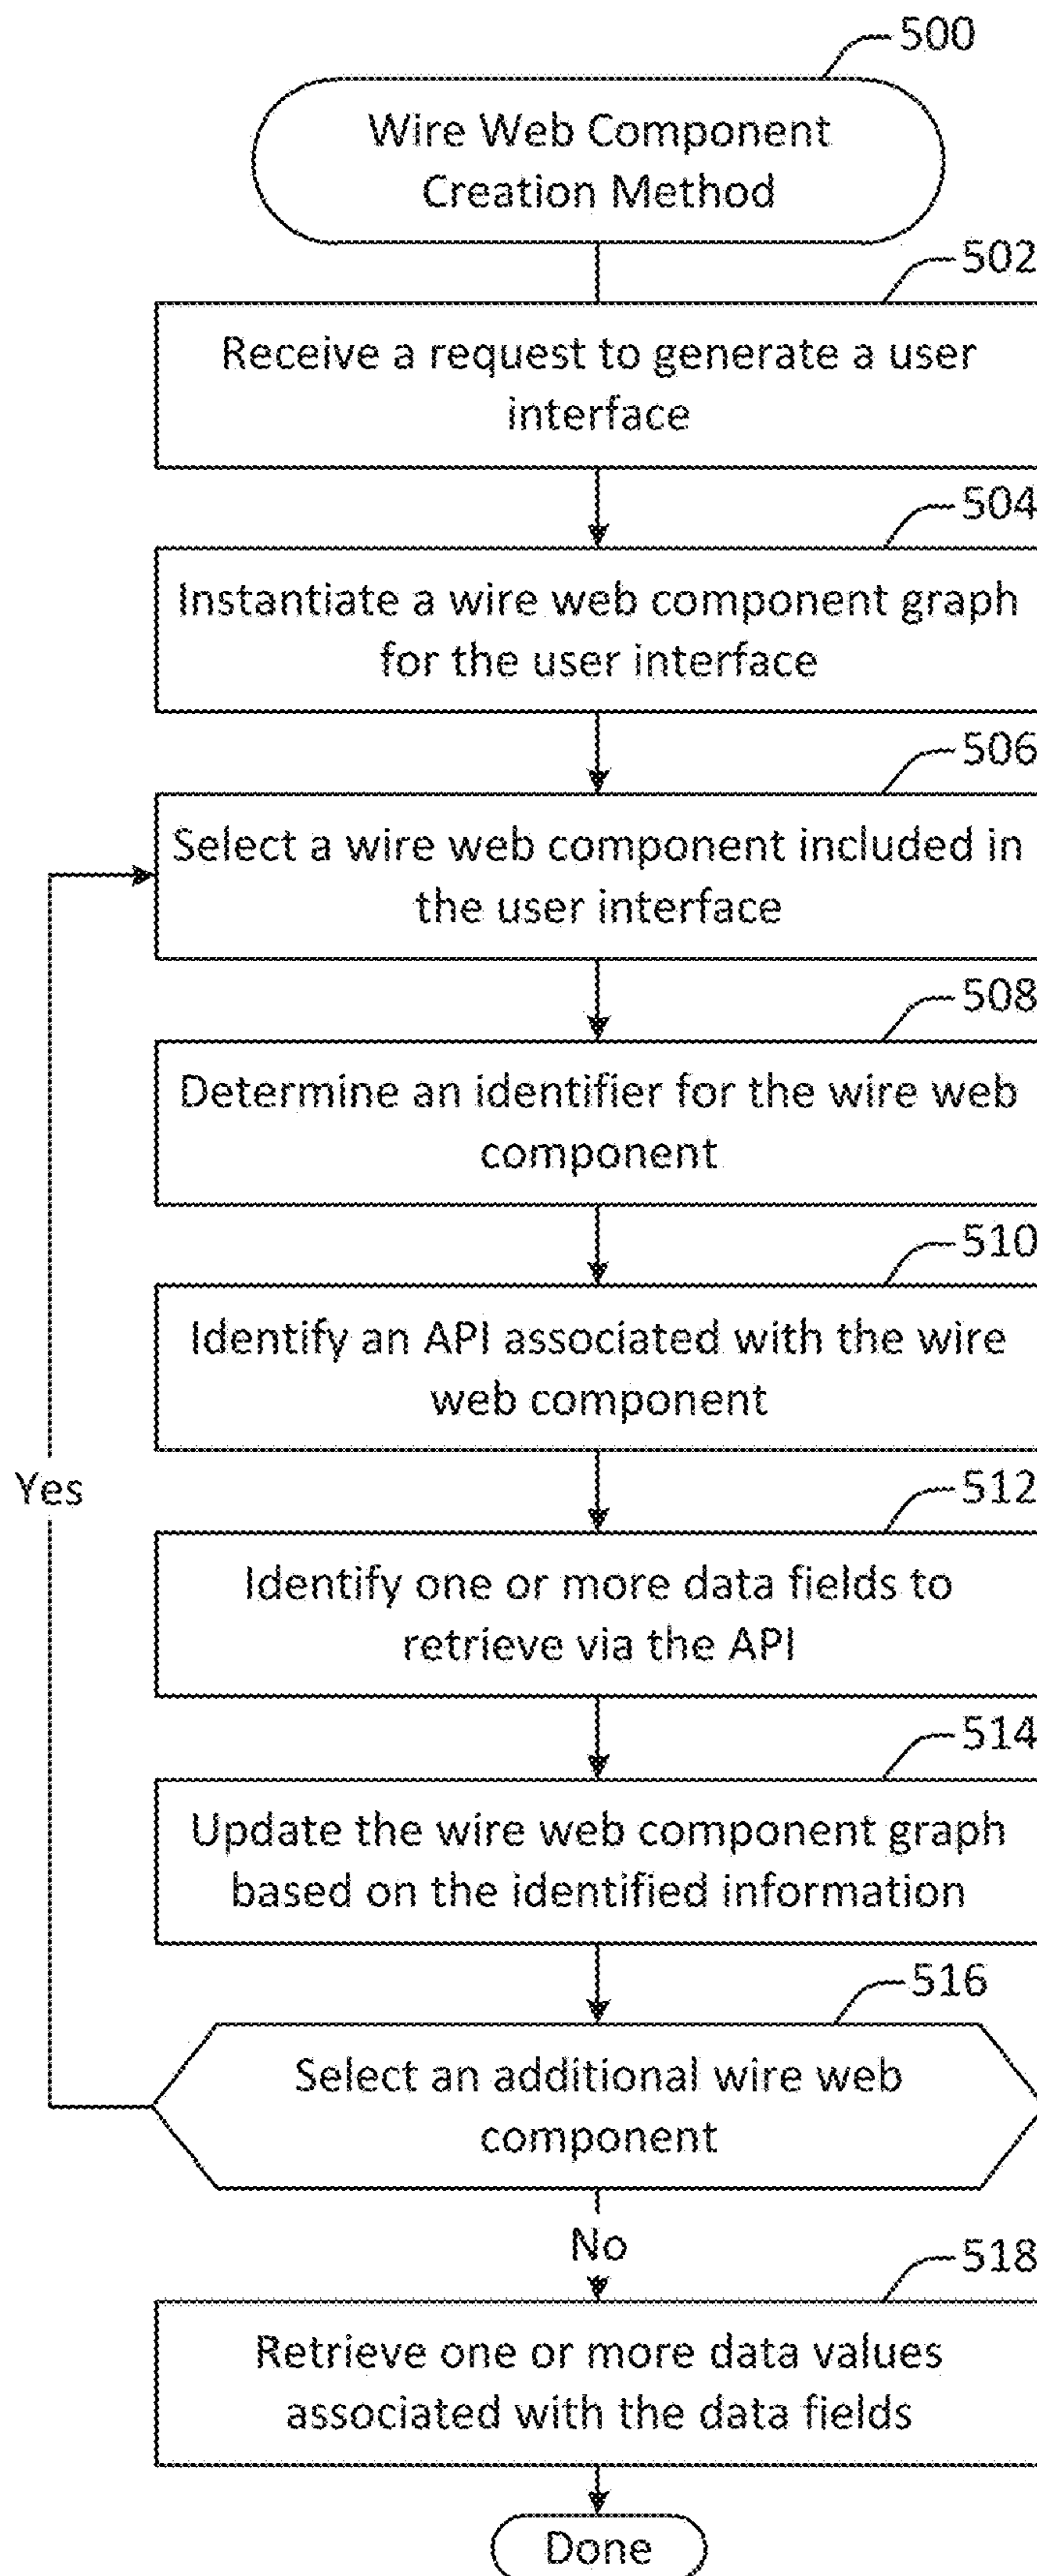 500
Wire Web Component
Creation Method
502
Receive a request to generate a user
interface
504
Instantiate a wire web component graph
for the user interface
506
Select a wire web component included in
the user interface
508
Determine an identifier for the wire web
component
510
Identify an API associated with the wire
web component
Yes
512
Identify one or more data fields to
retrieve via the API
514
Update the wire web component graph
based on the identified information
516
Select an additional wire web
component
No
518
Retrieve one or more data values
associated with the data fields
Done